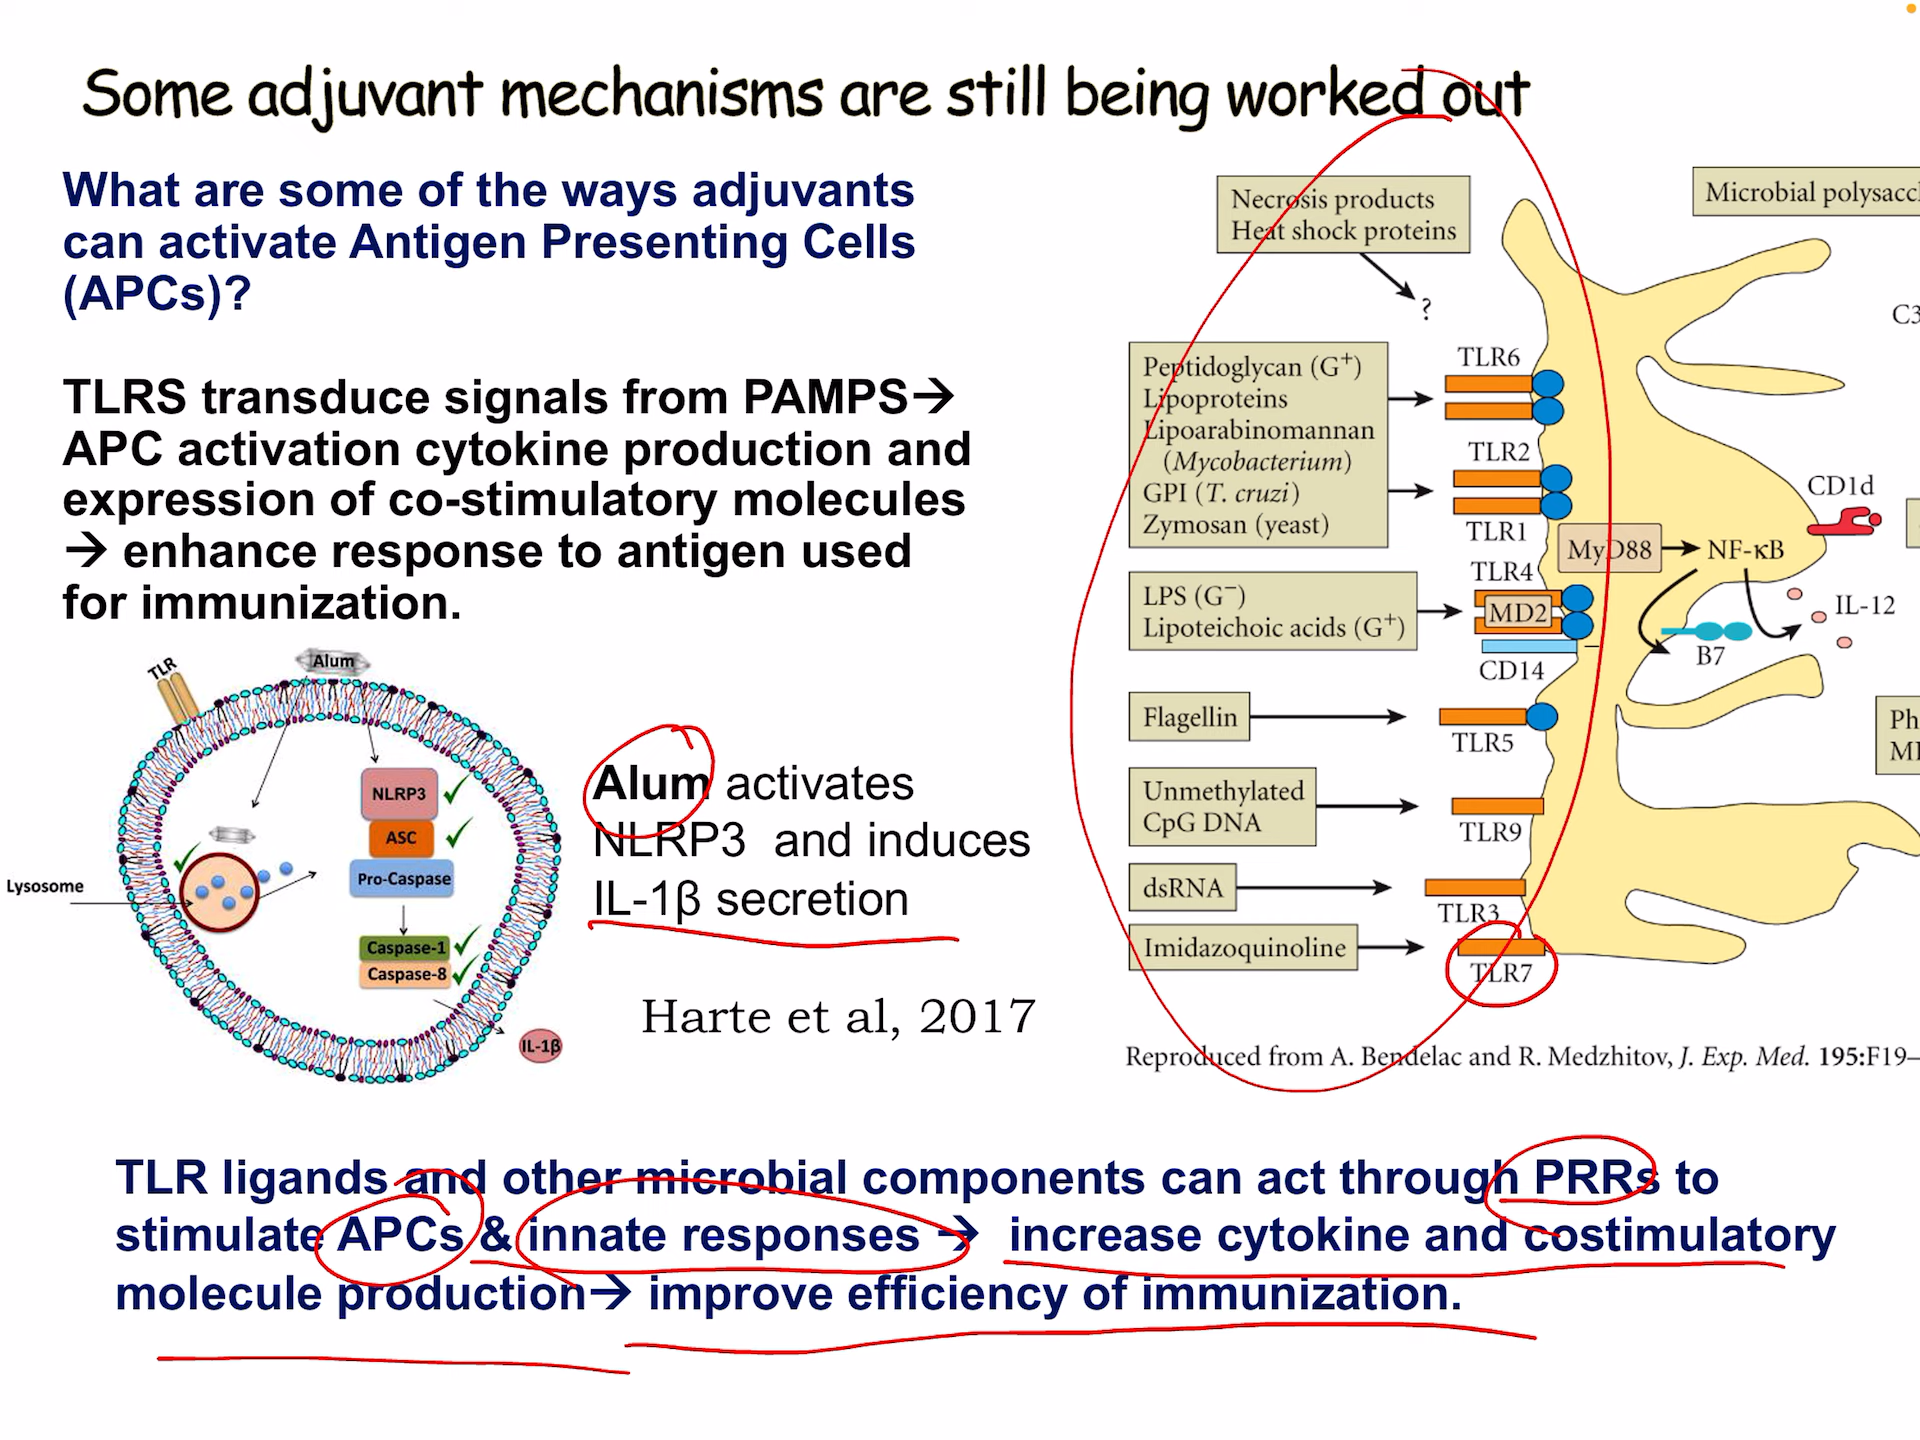 Some adjuvant mechanisms are still being worked out
What are some of the ways adjuvants
can activate Antigen Presenting Cells
(APCs)?
TLRS transduce signals from PAMPS→
APC activation cytokine production and
expression of co-stimulatory molecules
→ enhance response to antigen used
for immunization.
TLR
Alum
NLRP3
ASC
Pro-Caspase
Lysosome
Caspase-1
Caspase-8
IL-1β
Alum activates
NLRP3 and induces
IL-1β secretion
Harte et al, 2017
Necrosis products
Heat shock proteins
?
Peptidoglycan (G⁺)
Lipoproteins
Lipoarabinomannan
(Mycobacterium)
GPI (T. cruzi)
Zymosan (yeast)
LPS (G⁻)
Lipoteichoic acids (G⁺)
Flagellin
Unmethylated
CpG DNA
dsRNA
Imidazoquinoline
TLR6
TLR2
TLR1
TLR4
MD2
CD14
TLR5
TLR9
TLR3
TLR7
MyD88
NF-κB
CD1d
IL-12
B7
Microbial
C3
Ph
Reproduced from A. Bendelac and R. Medzhitov, J. Exp. Med. 195:F19–
TLR ligands and other microbial components can act through PRRs to
stimulate APCs & innate responses → increase cytokine and costimulatory
molecule production→ improve efficiency of immunization.